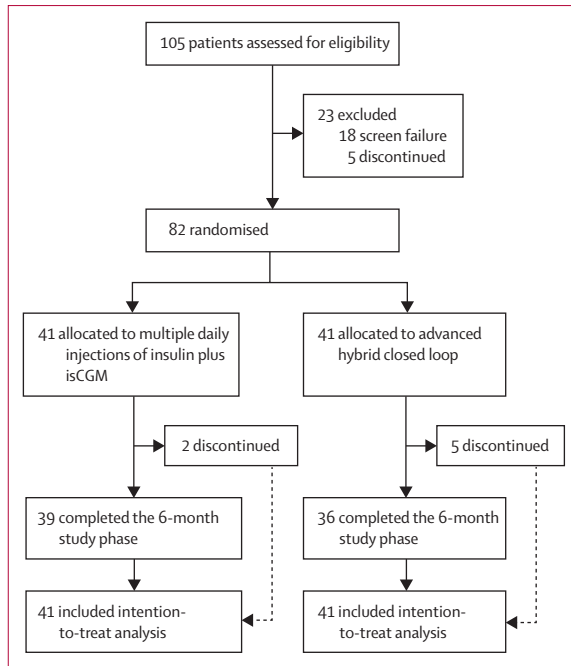 105 patients assessed for eligibility
23 excluded
18 screen failure
5 discontinued
82 randomised
41 allocated to multiple daily
injections of insulin plus
isCGM
41 allocated to advanced
hybrid closed loop
2 discontinued
5 discontinued
39 completed the 6-month
study phase
36 completed the 6-month
study phase
41 included intention-
to-treat analysis
41 included intention-
to-treat analysis